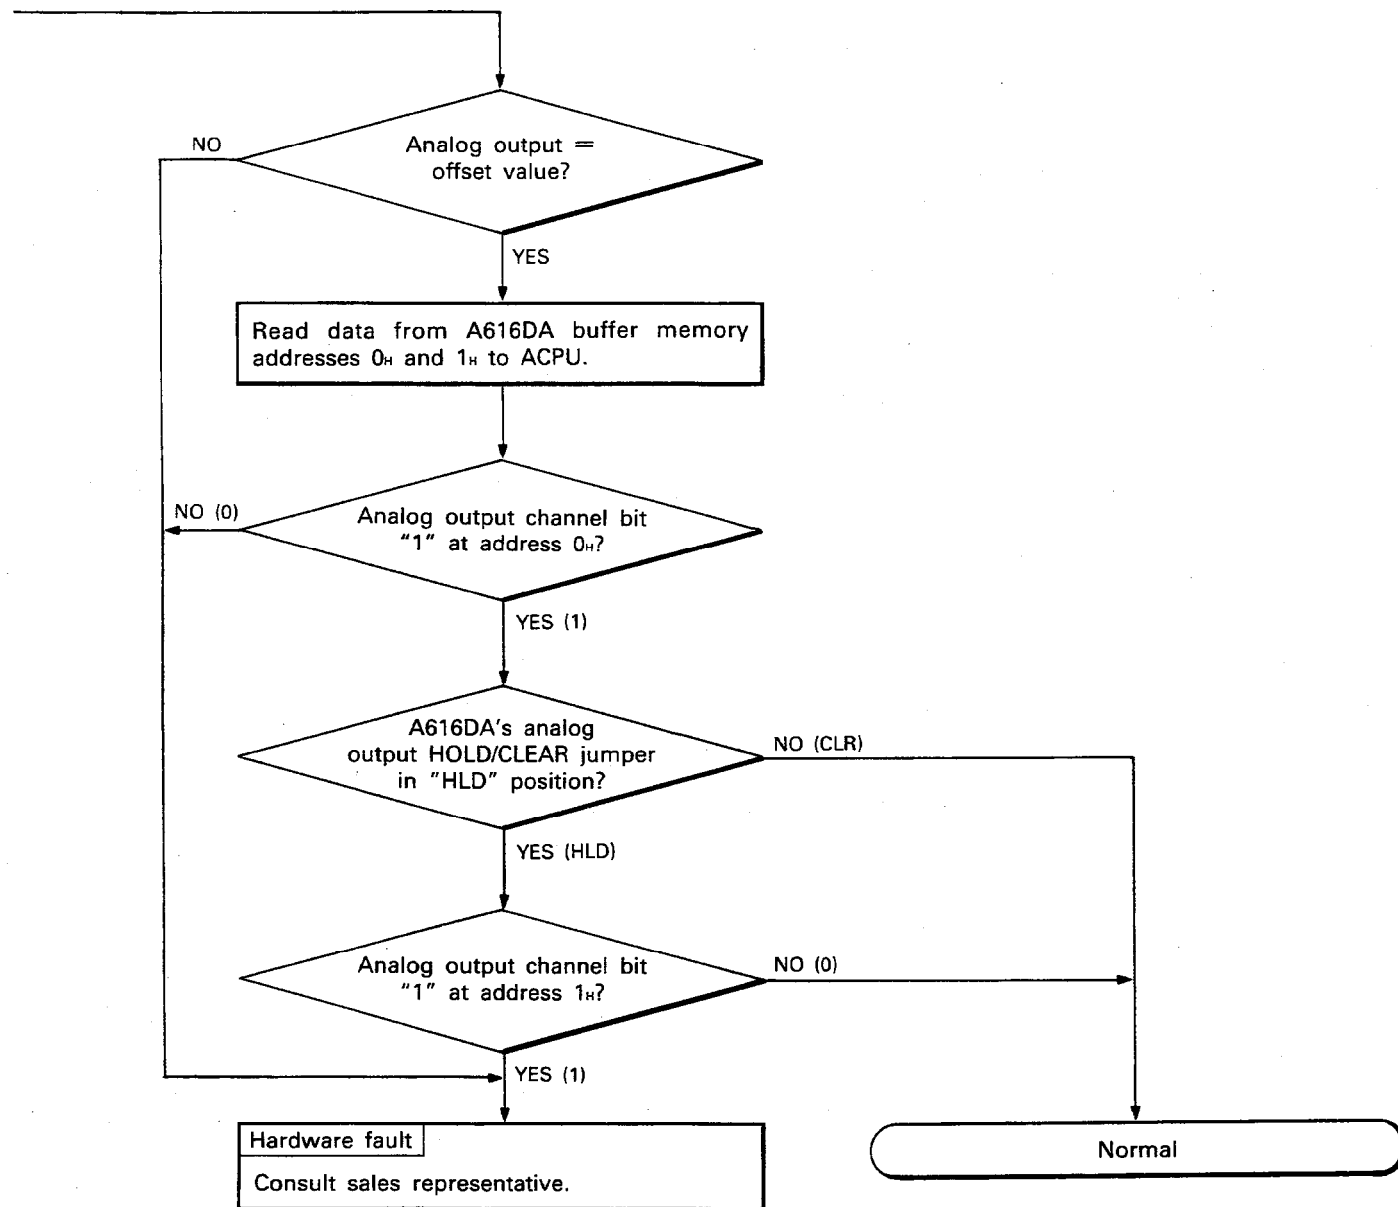 Analog output =
offset value?
NO
YES
Read data from A616DA buffer memory
addresses 0H and 1H to ACPU.
Analog output channel bit
"1" at address 0H?
NO (0)
YES (1)
A616DA's analog
output HOLD/CLEAR jumper
in "HLD" position?
NO (CLR)
YES (HLD)
Analog output channel bit
"1" at address 1H?
NO (0)
YES (1)
Hardware fault
Consult sales representative.
Normal